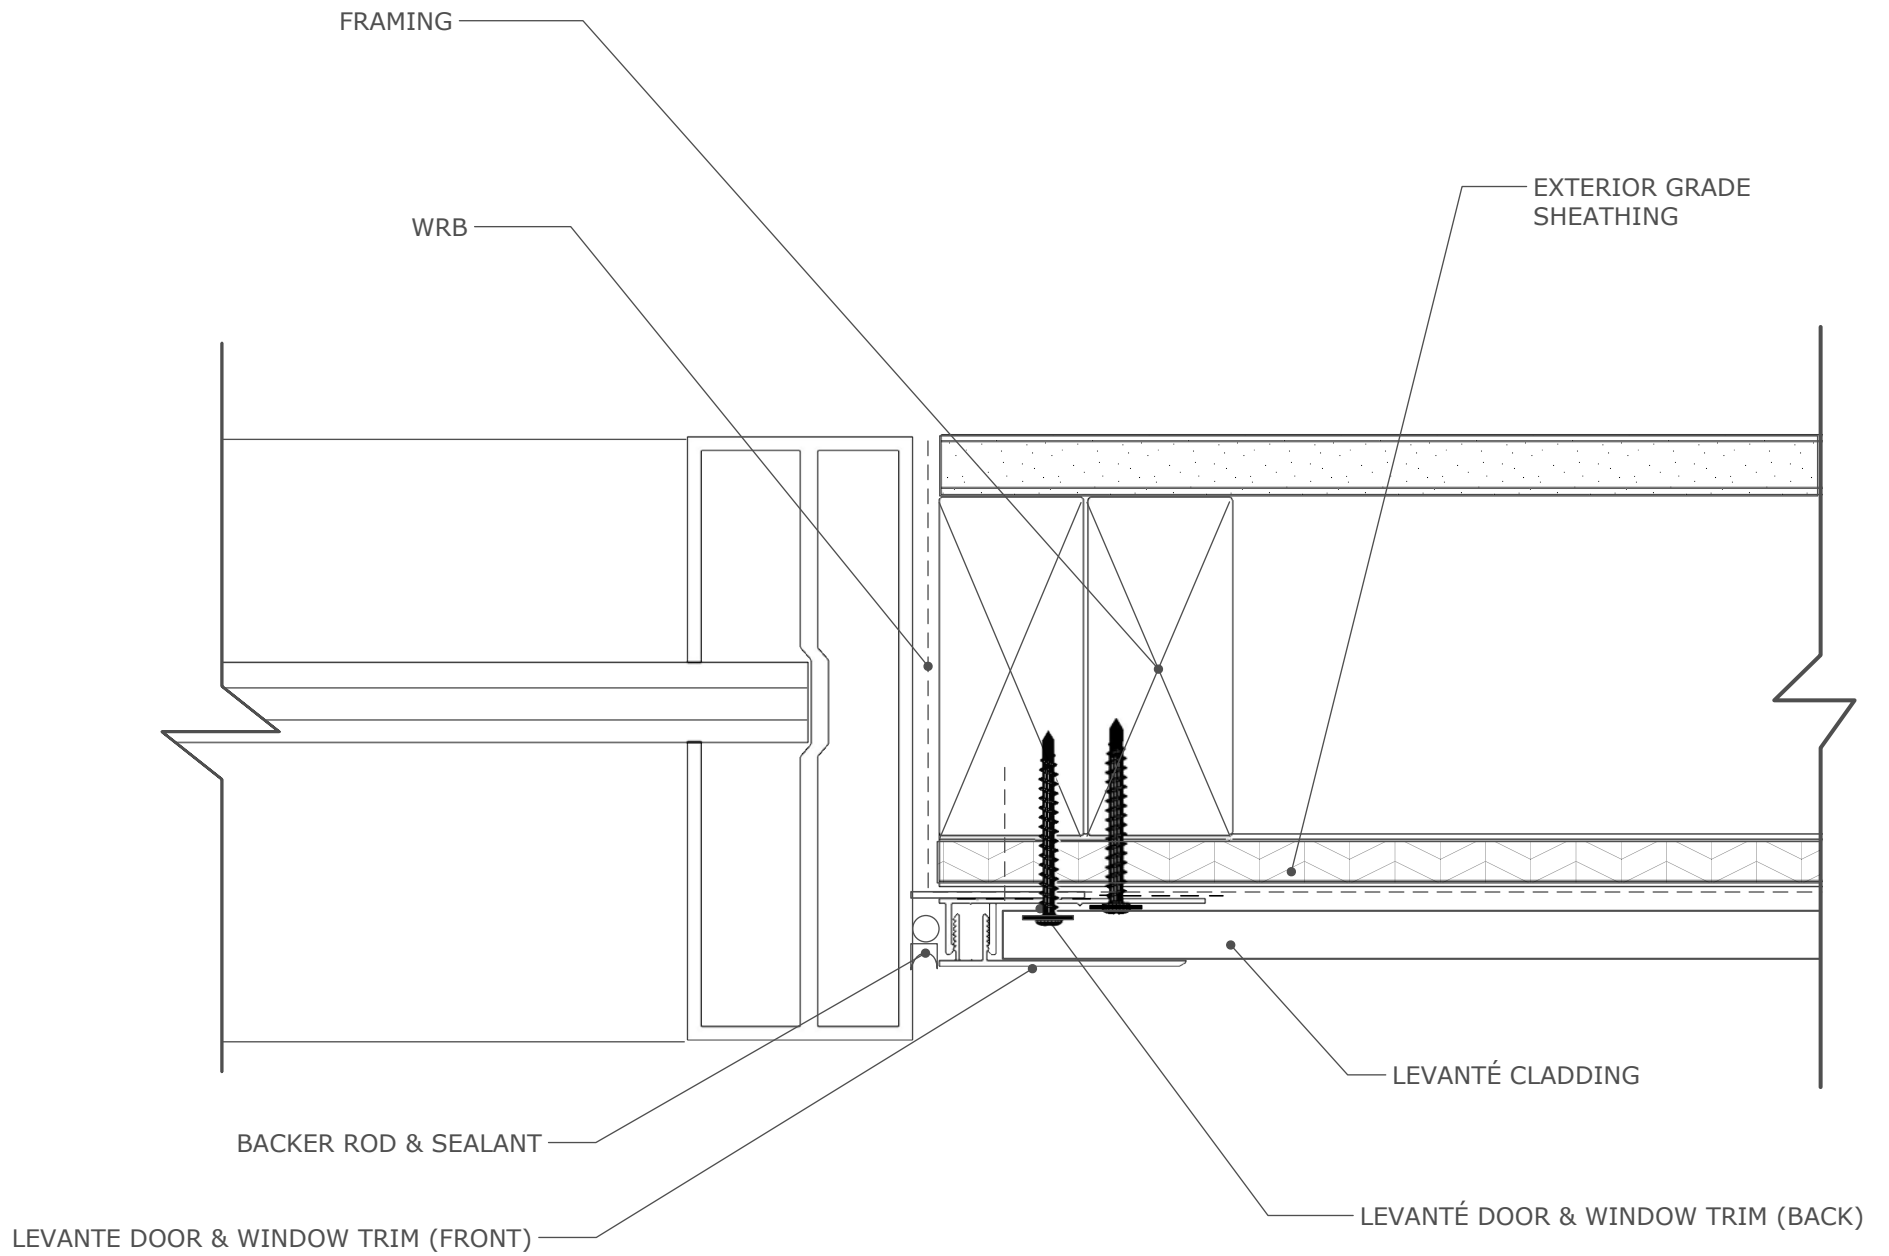 FRAMING
EXTERIOR GRADE
SHEATHING
WRB
LEVANTÉ CLADDING
BACKER ROD & SEALANT
LEVANTÉ DOOR & WINDOW TRIM (BACK)
LEVANTE DOOR & WINDOW TRIM (FRONT)